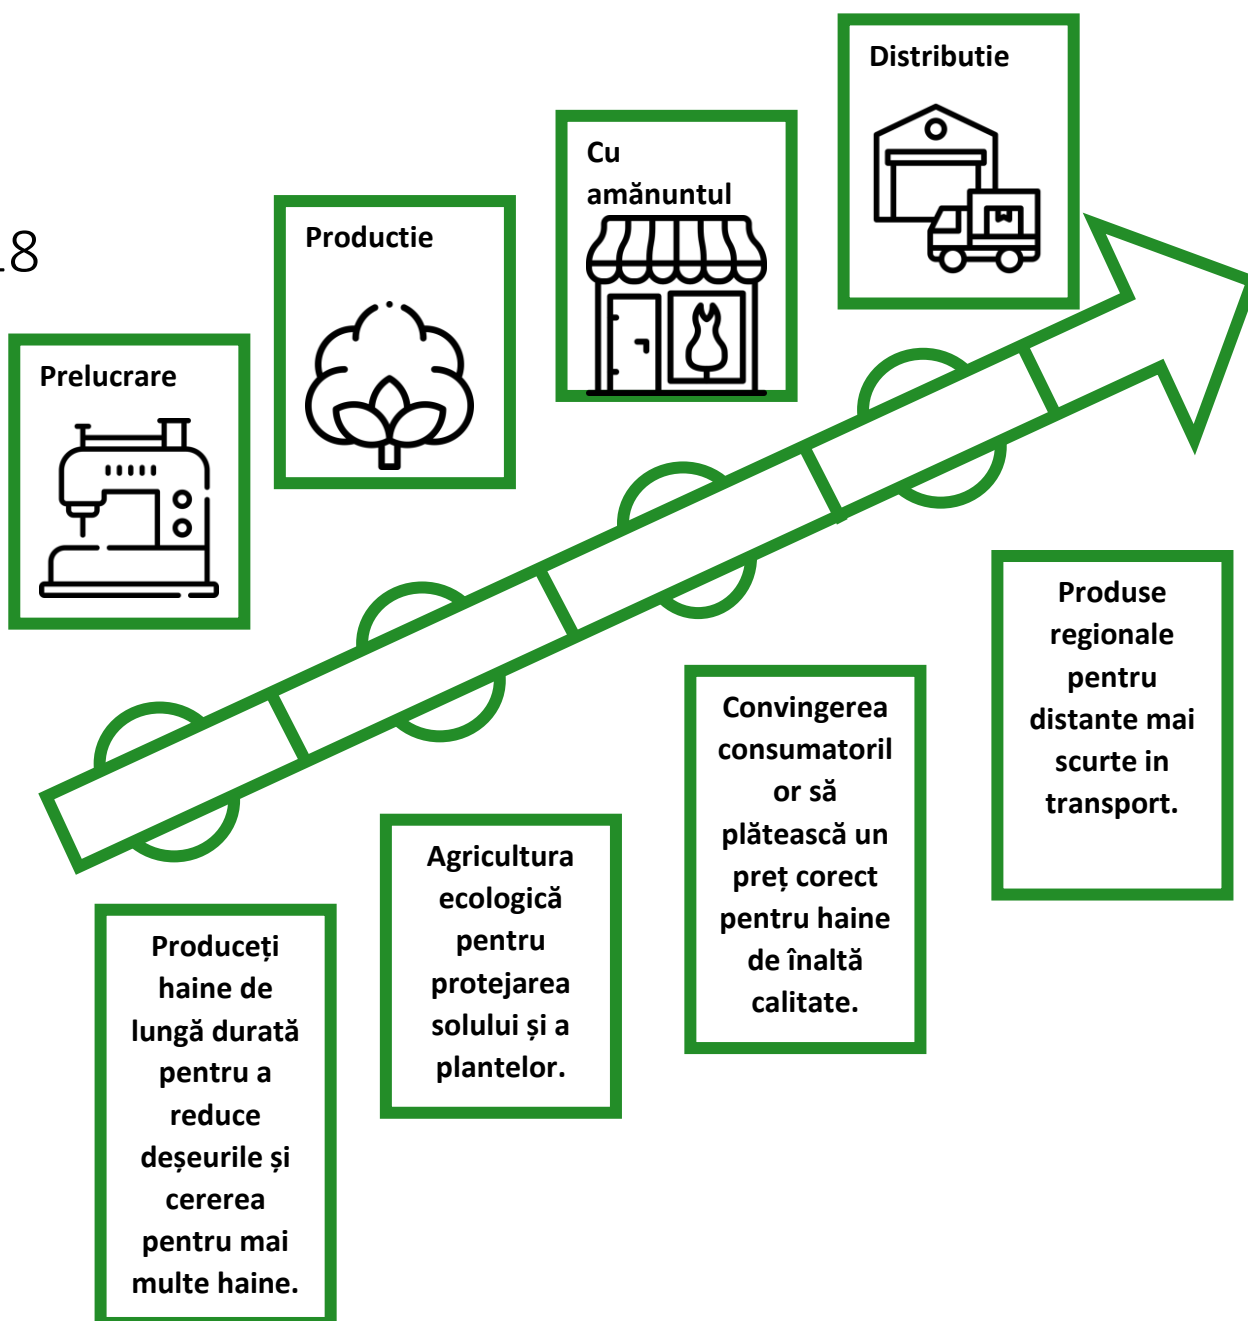 Distributie
Cu
amănuntul
Productie
8
Prelucrare
Produse
regionale
pentru
distante mai
scurte in
transport.
Convingerea
consumatoril
or să
plătească un
preț corect
pentru haine
de înaltă
calitate.
Agricultura
ecologică
pentru
protejarea
solului și a
plantelor.
Produceți
haine de
lungă durată
pentru a
reduce
deșeurile și
cererea
pentru mai
multe haine.